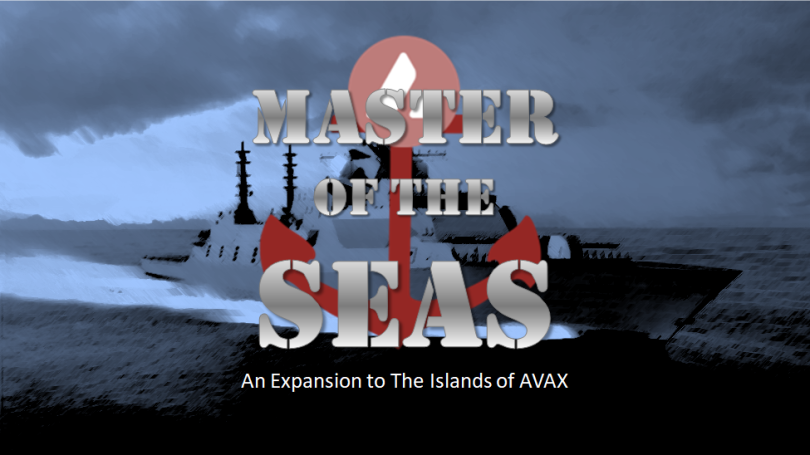 MASTER
OF THE
SEAS
An Expansion to The Islands of AVAX